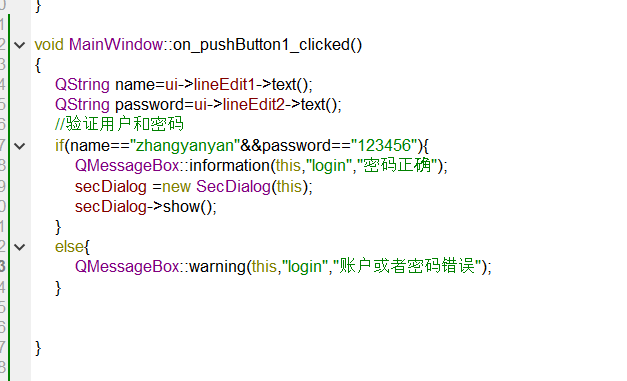 }
void MainWindow::on_pushButton1_clicked()
{
QString name=ui->lineEdit1->text();
QString password=ui->lineEdit2->text();
//验证用户和密码
if(name=="zhangyanyan"&&password=="123456"){
QMessageBox::information(this,"login","密码正确");
secDialog =new SecDialog(this);
secDialog->show();
}
else{
QMessageBox::warning(this,"login","账户或者密码错误");
}
}